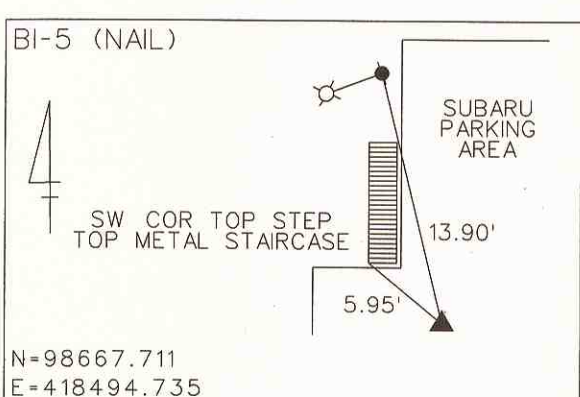 BI-5 (NAIL)
SUBARU
PARKING
AREA
SW COR TOP STEP
TOP METAL STAIRCASE
13.90'
5.95'
N=98667.711
E=418494.735